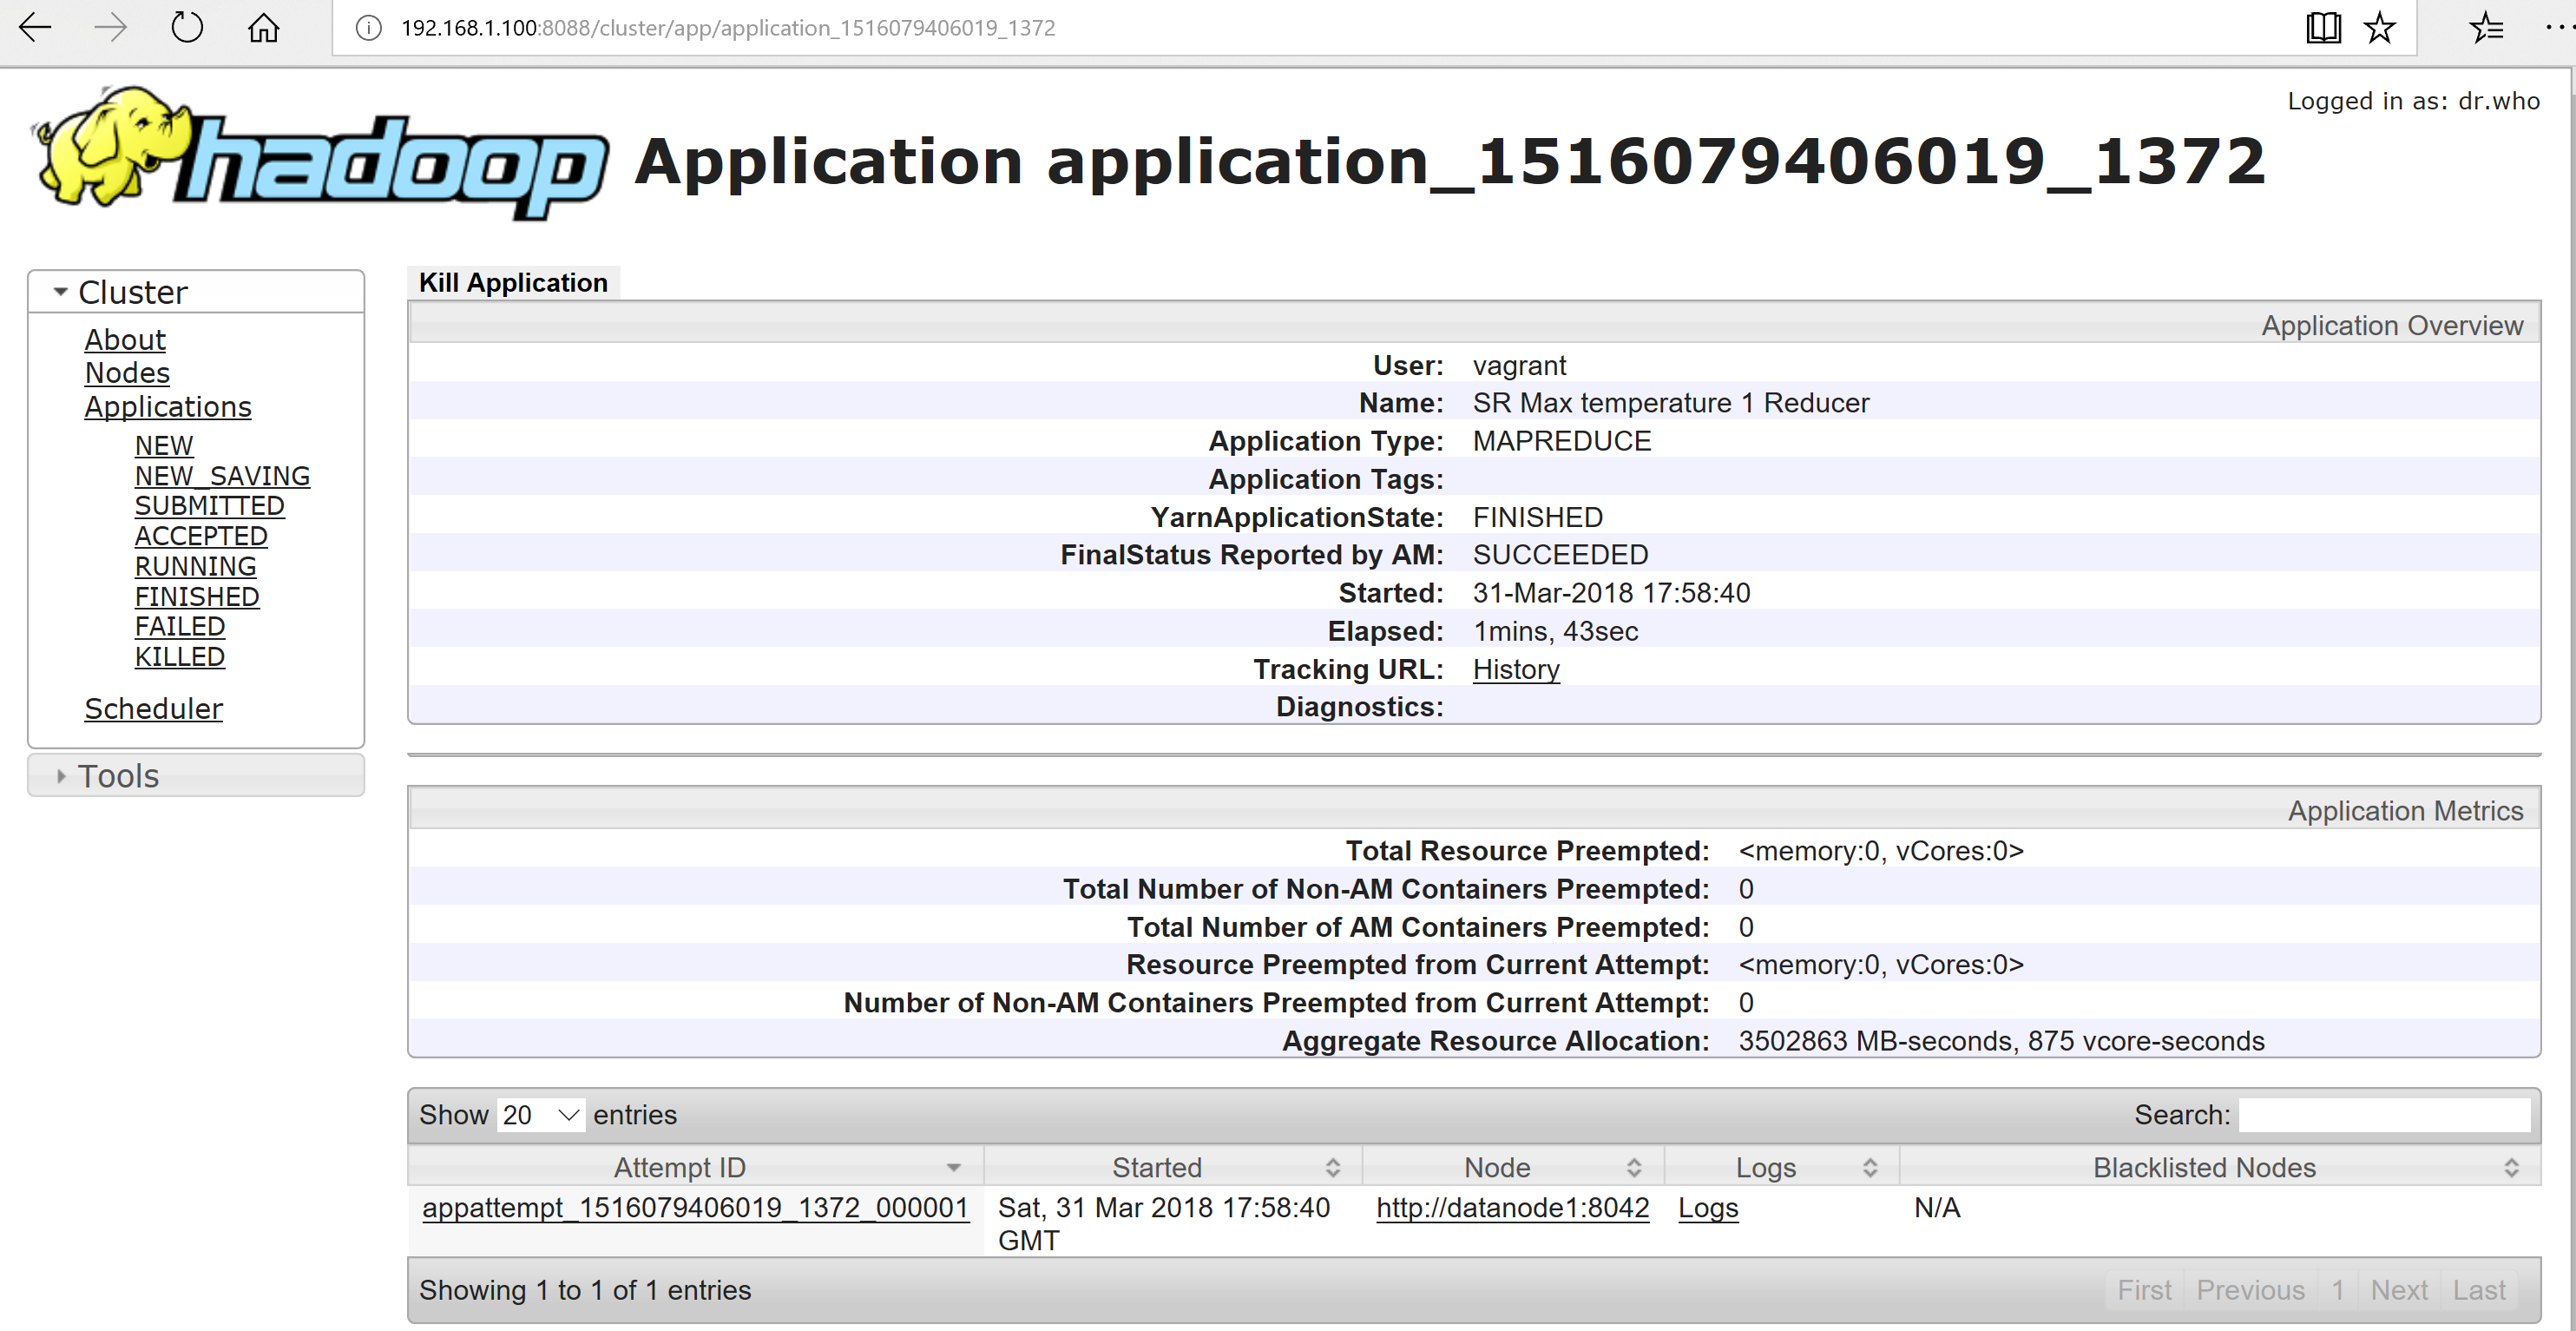 192.168.1.100:8088/cluster/app/application_1516079406019_1372
Logged in as: dr.who
hadoop
Application application_1516079406019_1372
Cluster
About
Nodes
Applications
NEW
NEW_SAVING
SUBMITTED
ACCEPTED
RUNNING
FINISHED
FAILED
KILLED
Scheduler
Tools
Kill Application
Application Overview
User: vagrant
Name: SR Max temperature 1 Reducer
Application Type: MAPREDUCE
Application Tags:
YarnApplicationState: FINISHED
FinalStatus Reported by AM: SUCCEEDED
Started: 31-Mar-2018 17:58:40
Elapsed: 1mins, 43sec
Tracking URL: History
Diagnostics:
Application Metrics
Total Resource Preempted: <memory:0, vCores:0>
Total Number of Non-AM Containers Preempted: 0
Total Number of AM Containers Preempted: 0
Resource Preempted from Current Attempt: <memory:0, vCores:0>
Number of Non-AM Containers Preempted from Current Attempt: 0
Aggregate Resource Allocation: 3502863 MB-seconds, 875 vcore-seconds
Show 20 entries Search:
Attempt ID Started Node Logs Blacklisted Nodes
appattempt_1516079406019_1372_000001 Sat, 31 Mar 2018 17:58:40 http://datanode1:8042 Logs N/A
GMT
Showing 1 to 1 of 1 entries First Previous 1 Next Last